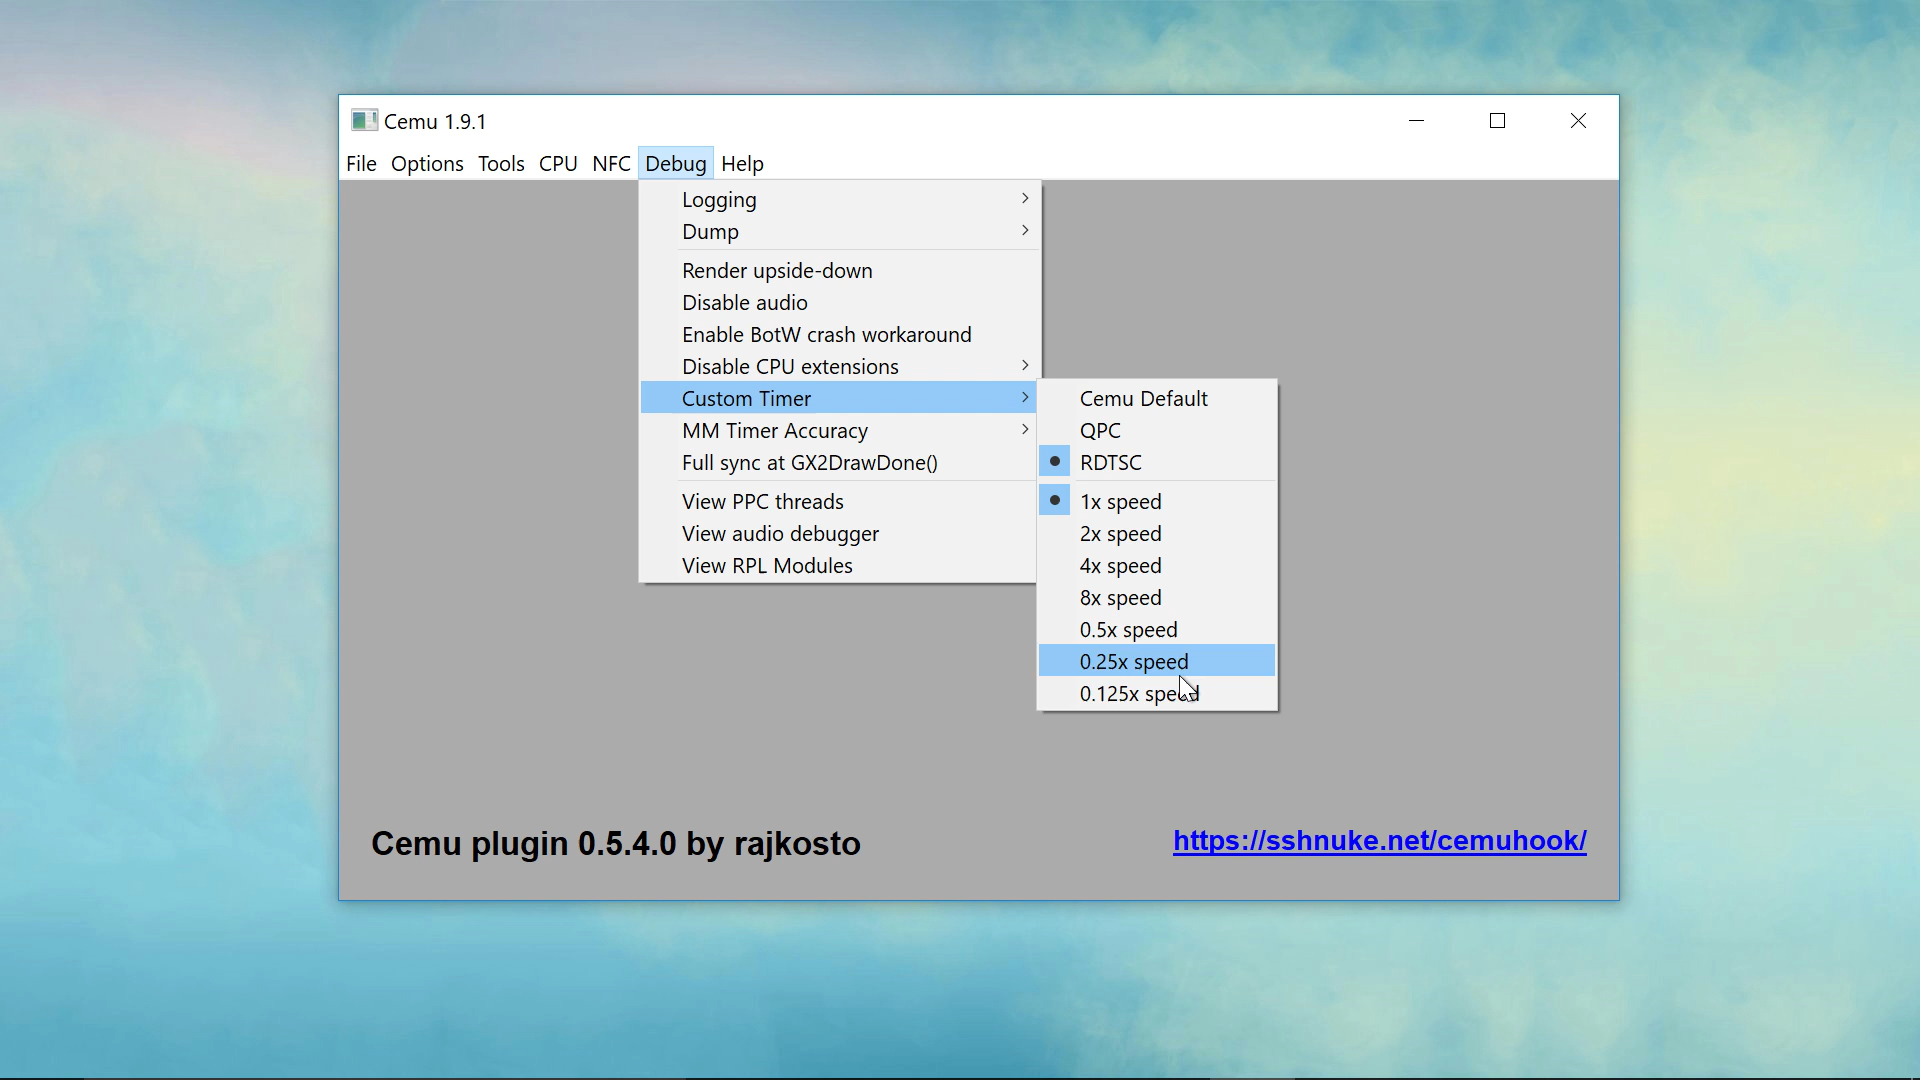 Cemu 1.9.1
File Options Tools CPU NFC Debug Help
Logging
Dump
Render upside-down
Disable audio
Enable BotW crash workaround
Disable CPU extensions
Custom Timer
MM Timer Accuracy
Full sync at GX2DrawDone()
View PPC threads
View audio debugger
View RPL Modules
Cemu Default
QPC
RDTSC
1x speed
2x speed
4x speed
8x speed
0.5x speed
0.25x speed
0.125x speed
Cemu plugin 0.5.4.0 by rajkosto
https://sshnuke.net/cemuhook/